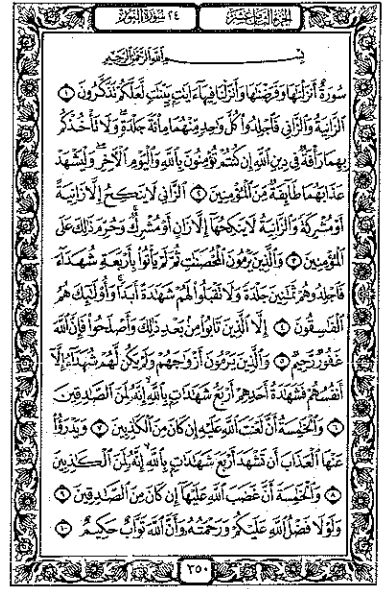 الجزء الثامن عشر
٢٤ سورة النور
بسم الله الرحمن الرحيم
سُورَةٌ أَنزَلْنَٰهَا وَفَرَضْنَٰهَا وَأَنزَلْنَا فِيهَآ ءَايَٰتٍۭ بَيِّنَٰتٍ لَّعَلَّكُمْ تَذَكَّرُونَ ١
ٱلزَّانِيَةُ وَٱلزَّانِى فَٱجْلِدُوا۟ كُلَّ وَٰحِدٍ مِّنْهُمَا مِا۟ئَةَ جَلْدَةٍ وَلَا تَأْخُذْكُم
بِهِمَا رَأْفَةٌ فِى دِينِ ٱللَّهِ إِن كُنتُمْ تُؤْمِنُونَ بِٱللَّهِ وَٱلْيَوْمِ ٱلْءَاخِرِ وَلْيَشْهَدْ
عَذَابَهُمَا طَآئِفَةٌ مِّنَ ٱلْمُؤْمِنِينَ ٢ ٱلزَّانِى لَا يَنكِحُ إِلَّا زَانِيَةً
أَوْ مُشْرِكَةً وَٱلزَّانِيَةُ لَا يَنكِحُهَآ إِلَّا زَانٍ أَوْ مُشْرِكٌ وَحُرِّمَ ذَٰلِكَ عَلَى
ٱلْمُؤْمِنِينَ ٣ وَٱلَّذِينَ يَرْمُونَ ٱلْمُحْصَنَٰتِ ثُمَّ لَمْ يَأْتُوا۟ بِأَرْبَعَةِ شُهَدَآءَ
فَٱجْلِدُوهُمْ ثَمَٰنِينَ جَلْدَةً وَلَا تَقْبَلُوا۟ لَهُمْ شَهَٰدَةً أَبَدًا وَأُو۟لَٰٓئِكَ هُمُ
ٱلْفَٰسِقُونَ ٤ إِلَّا ٱلَّذِينَ تَابُوا۟ مِنۢ بَعْدِ ذَٰلِكَ وَأَصْلَحُوا۟ فَإِنَّ ٱللَّهَ
غَفُورٌ رَّحِيمٌ ٥ وَٱلَّذِينَ يَرْمُونَ أَزْوَٰجَهُمْ وَلَمْ يَكُن لَّهُمْ شُهَدَآءُ إِلَّآ
أَنفُسُهُمْ فَشَهَٰدَةُ أَحَدِهِمْ أَرْبَعُ شَهَٰدَٰتٍۭ بِٱللَّهِ إِنَّهُۥ لَمِنَ ٱلصَّٰدِقِينَ
٦ وَٱلْخَٰمِسَةُ أَنَّ لَعْنَتَ ٱللَّهِ عَلَيْهِ إِن كَانَ مِنَ ٱلْكَٰذِبِينَ ٧ وَيَدْرَؤُا۟
عَنْهَا ٱلْعَذَابَ أَن تَشْهَدَ أَرْبَعَ شَهَٰدَٰتٍۭ بِٱللَّهِ إِنَّهُۥ لَمِنَ ٱلْكَٰذِبِينَ
٨ وَٱلْخَٰمِسَةَ أَنَّ غَضَبَ ٱللَّهِ عَلَيْهَآ إِن كَانَ مِنَ ٱلصَّٰدِقِينَ ٩
وَلَوْلَا فَضْلُ ٱللَّهِ عَلَيْكُمْ وَرَحْمَتُهُۥ وَأَنَّ ٱللَّهَ تَوَّابٌ حَكِيمٌ ١٠
٣٥٠